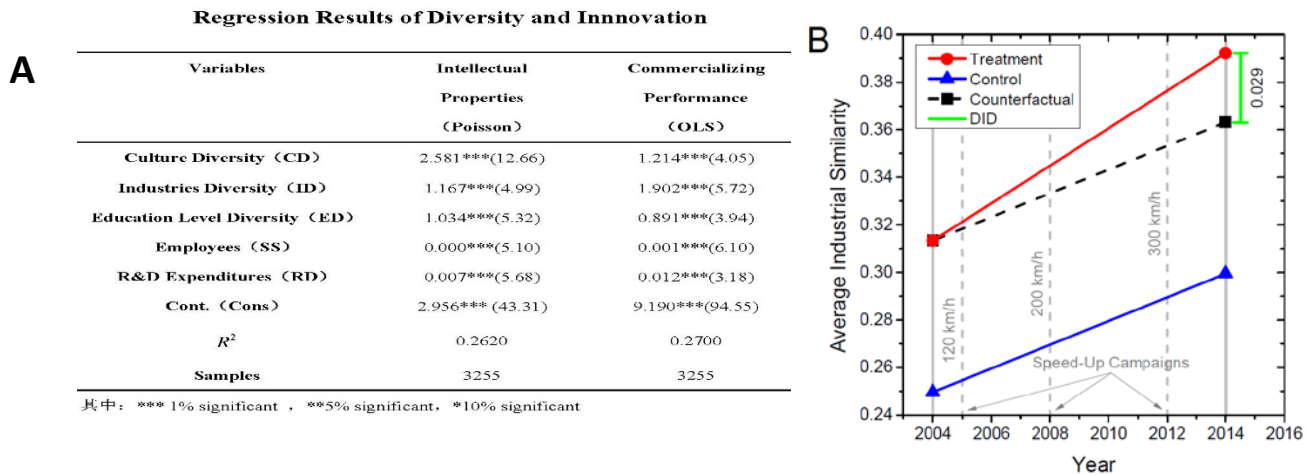 Regression Results of Diversity and Innnovation
A
Variables Intellectual Commercializing
Properties Performance
（Poisson） （OLS）
Culture Diversity（CD） 2.581***(12.66) 1.214***(4.05)
Industries Diversity（ID） 1.167***(4.99) 1.902***(5.72)
Education Level Diversity（ED） 1.034***(5.32) 0.891***(3.94)
Employees（SS） 0.000***(5.10) 0.001***(6.10)
R&D Expenditures（RD） 0.007***(5.68) 0.012***(3.18)
Cont.（Cons） 2.956*** (43.31) 9.190***(94.55)
R² 0.2620 0.2700
Samples 3255 3255
其中: *** 1% significant ，**5% significant，*10% significant
B
Average Industrial Similarity
0.40
0.38
0.36
0.34
0.32
0.30
0.28
0.26
0.24
Treatment
Control
Counterfactual
DID
0.029
120 km/h
200 km/h
300 km/h
Speed-Up Campaigns
2004 2006 2008 2010 2012 2014 2016
Year